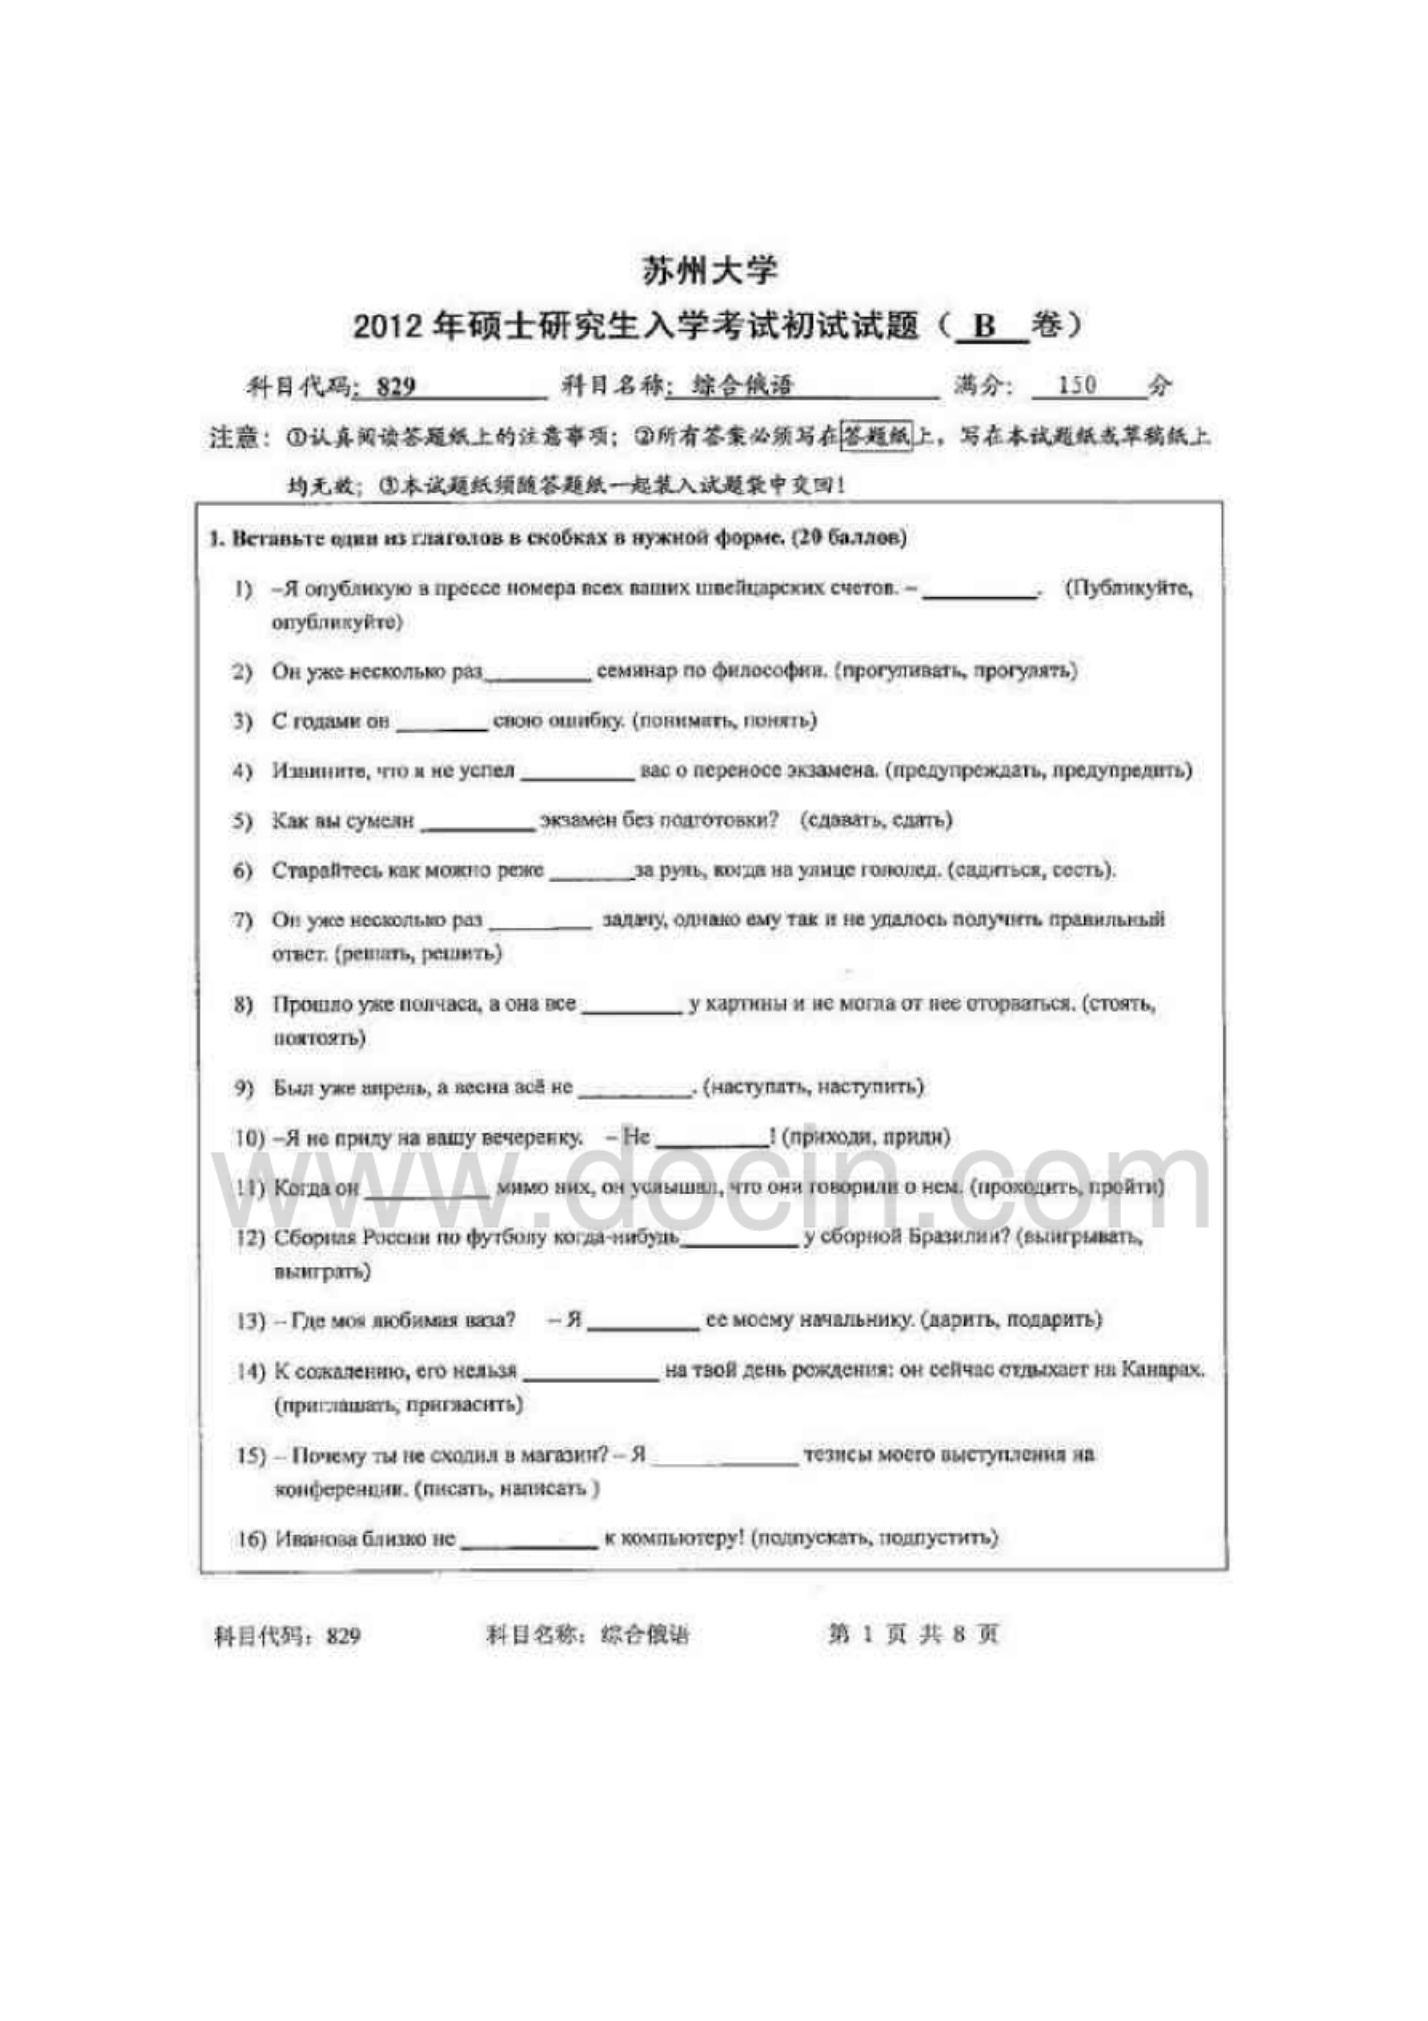 苏州大学
2012 年硕士研究生入学考试初试试题（ B 卷）
科目代码: 829 科目名称: 综合俄语 满分: 150 分
注意：①认真阅读答题纸上的注意事项；②所有答案必须写在答题纸上，写在本试题纸或草稿纸上
均无效；③本试题纸须随答题纸一起装入试题袋中交回！
1. Вставьте один из глаголов в скобках в нужной форме. (20 баллов)
1) –Я опубликую в прессе номера всех ваших швейцарских счетов. – ________. (Публикуйте,
опубликуйте)
2) Он уже несколько раз________ семинар по философии. (прогуливать, прогулять)
3) С годами он ________ свою ошибку. (понимать, понять)
4) Извините, что я не успел ________ вас о переносе экзамена. (предупреждать, предупредить)
5) Как вы сумели ________ экзамен без подготовки? (сдавать, сдать)
6) Старайтесь как можно реже ________за руль, когда на улице гололед. (садиться, сесть).
7) Он уже несколько раз ________ задачу, однако ему так и не удалось получить правильный
ответ. (решать, решить)
8) Прошло уже полчаса, а она все ________ у картины и не могла от нее оторваться. (стоять,
поятоять)
9) Был уже апрель, а весна всё не ________. (наступать, наступить)
10) –Я не приду на вашу вечеренку. – Не ________! (приходи, приди)
11) Когда он ________ мимо них, он услышал, что они говорили о нем. (проходить, пройти)
12) Сборная России по футболу когда-нибудь________ у сборной Бразилии? (выигрывать,
выиграть)
13) – Где моя любимая ваза? – Я ________ ее моему начальнику. (дарить, подарить)
14) К сожалению, его нельзя ________ на твой день рождения: он сейчас отдыхает на Канарах.
(приглашать, пригласить)
15) – Почему ты не сходил в магазин? – Я ________ тезисы моего выступления на
конференции. (писать, написать )
16) Иванова близко не ________ к компьютеру! (подпускать, подпустить)
www.docin.com
科目代码：829 科目名称：综合俄语 第 1 页 共 8 页